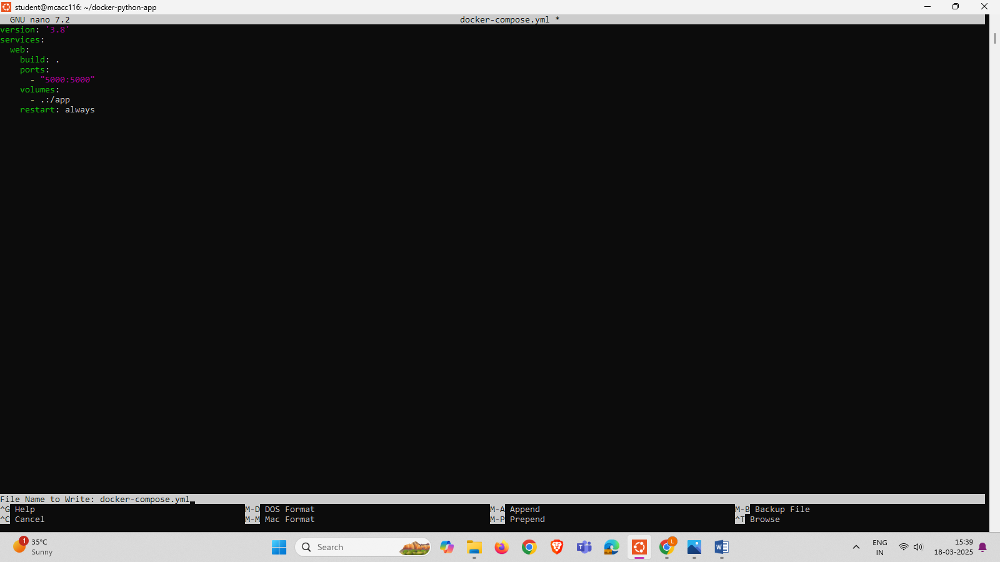 student@mcacc116: ~/docker-python-app
GNU nano 7.2 docker-compose.yml *
version: '3.8'
services:
  web:
    build: .
    ports:
      - "5000:5000"
    volumes:
      - .:/app
    restart: always
File Name to Write: docker-compose.yml
^G Help M-D DOS Format M-A Append M-B Backup File
^C Cancel M-M Mac Format M-P Prepend ^T Browse
1
35°C
Sunny
Search
L
ENG
IN
15:39
18-03-2025